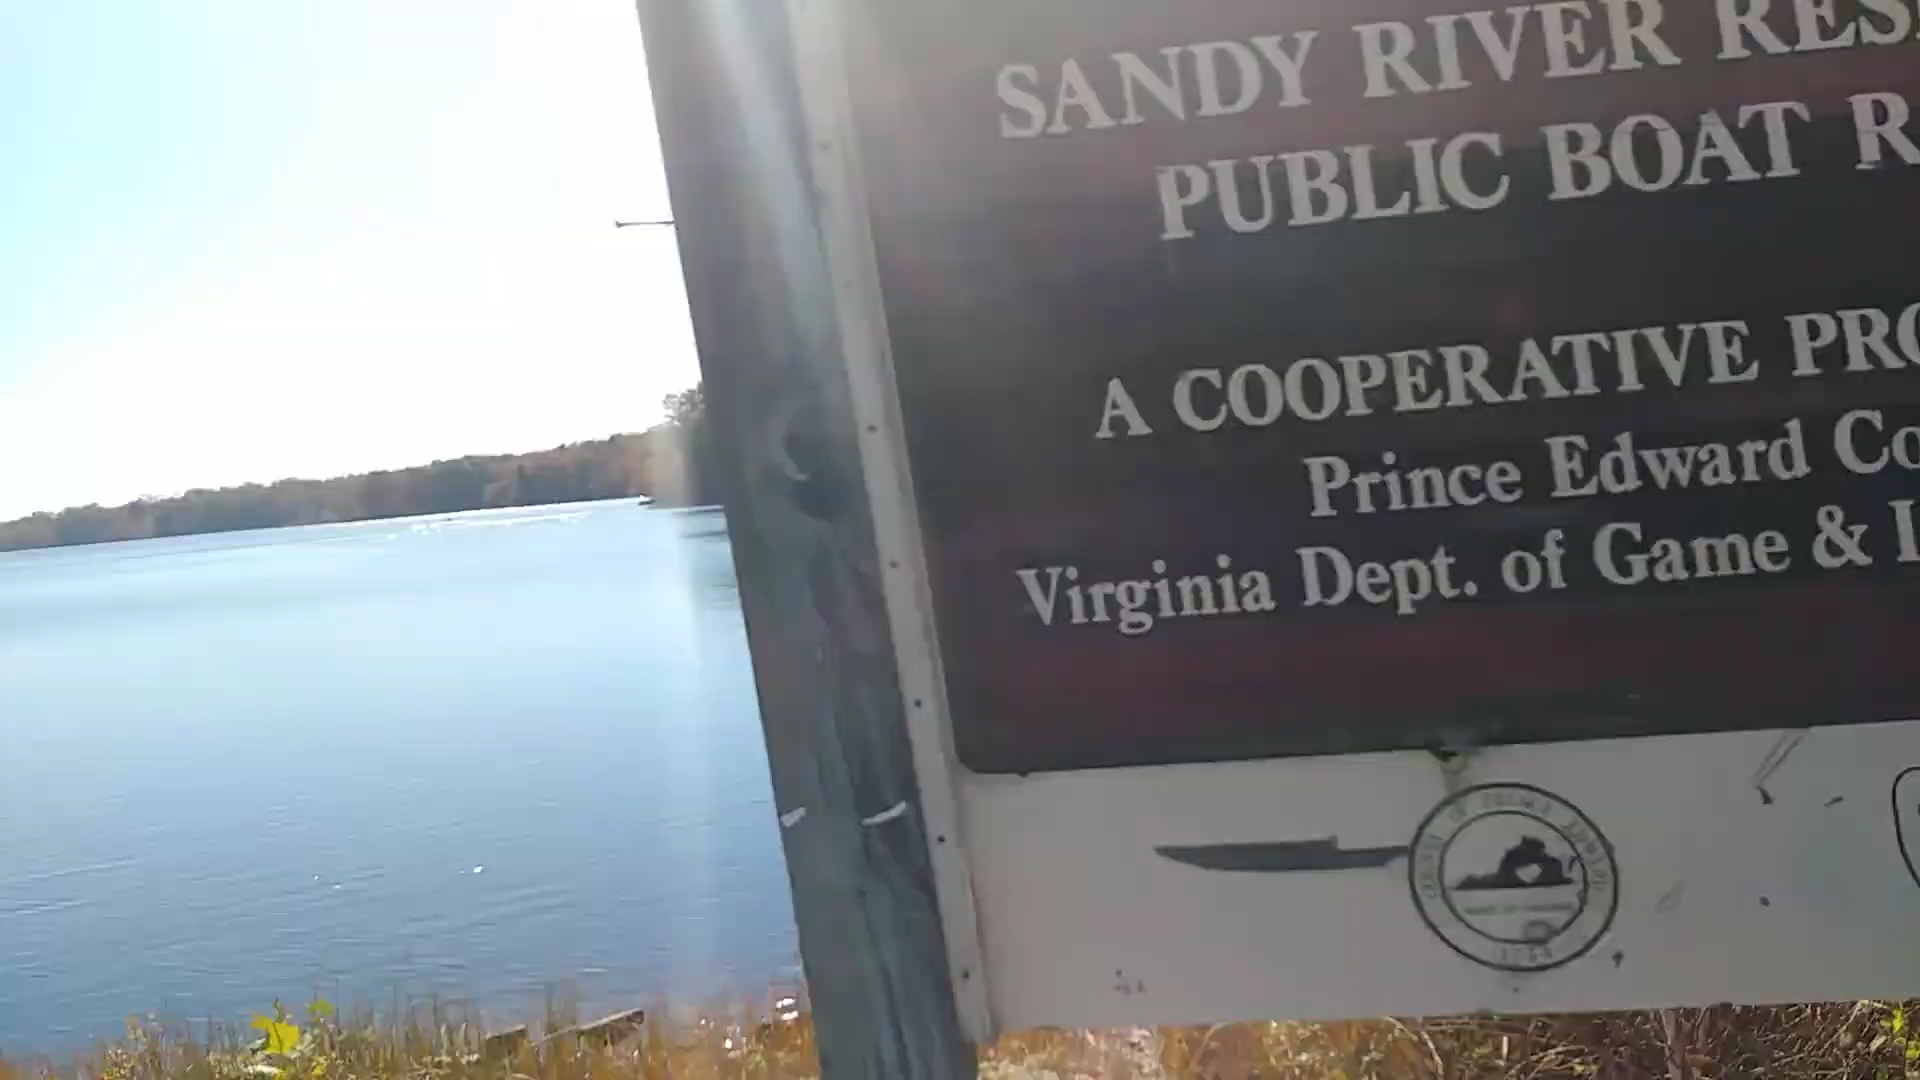 SANDY RIVER RES
PUBLIC BOAT R
A COOPERATIVE PRO
Prince Edward Co
Virginia Dept. of Game & I